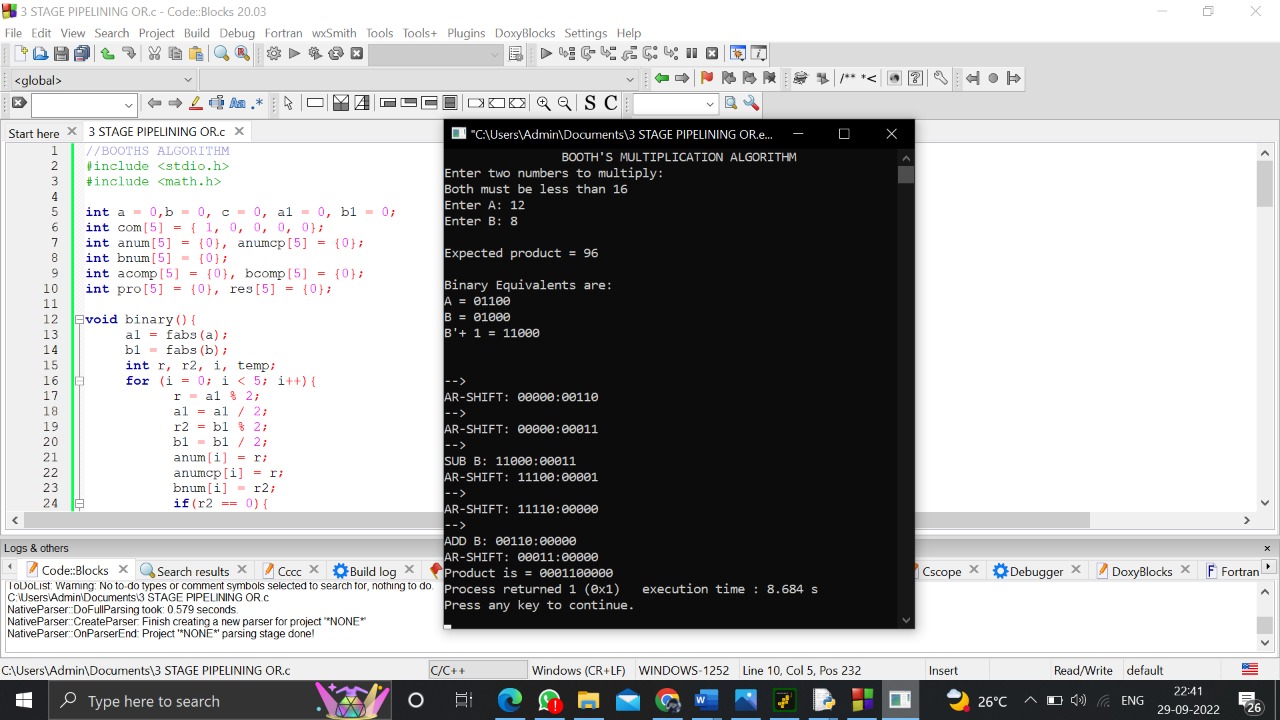 3 STAGE PIPELINING OR.c - Code::Blocks 20.03
File Edit View Search Project Build Debug Fortran wxSmith Tools Tools+ Plugins DoxyBlocks Settings Help
<global>
/** *<
Aa .*
S C
Start here 3 STAGE PIPELINING OR.c
1 //BOOTHS ALGORITHM
2 #include <stdio.h>
3 #include <math.h>
4
5 int a = 0,b = 0, c = 0, a1 = 0, b1 = 0;
6 int com[5] = { 1, 0, 0, 0, 0};
7 int anum[5] = {0}, anumcp[5] = {0};
8 int bnum[5] = {0};
9 int acomp[5] = {0}, bcomp[5] = {0};
10 int pro[5] = {0}, res[5] = {0};
11
12 void binary(){
13 a1 = fabs(a);
14 b1 = fabs(b);
15 int r, r2, i, temp;
16 for (i = 0; i < 5; i++){
17 r = a1 % 2;
18 a1 = a1 / 2;
19 r2 = b1 % 2;
20 b1 = b1 / 2;
21 anum[i] = r;
22 anumcp[i] = r;
23 bnum[i] = r2;
24 if(r2 == 0){
"C:\Users\Admin\Documents\3 STAGE PIPELINING OR.e...
BOOTH'S MULTIPLICATION ALGORITHM
Enter two numbers to multiply:
Both must be less than 16
Enter A: 12
Enter B: 8
Expected product = 96
Binary Equivalents are:
A = 01100
B = 01000
B'+ 1 = 11000
-->
AR-SHIFT: 00000:00110
-->
AR-SHIFT: 00000:00011
-->
SUB B: 11000:00011
AR-SHIFT: 11100:00001
-->
AR-SHIFT: 11110:00000
-->
ADD B: 00110:00000
AR-SHIFT: 00011:00000
Product is = 0001100000
Process returned 1 (0x1) execution time : 8.684 s
Press any key to continue.
Logs & others
Code::Blocks Search results Cccc Build log Cscope Debugger DoxyBlocks Fortran
ToDoList: Warning: No to-do types or comment symbols selected to search for, nothing to do.
C:\Users\Admin\Documents\3 STAGE PIPELINING OR.c
NativeParser::DoFullParsing took: 0.579 seconds.
NativeParser::CreateParser: Finish creating a new parser for project '*NONE*'
NativeParser::OnParserEnd: Project '*NONE*' parsing stage done!
C:\Users\Admin\Documents\3 STAGE PIPELINING OR.c C/C++ Windows (CR+LF) WINDOWS-1252 Line 10, Col 5, Pos 232 Insert Read/Write default
Type here to search
26°C ENG 22:41
29-09-2022 26